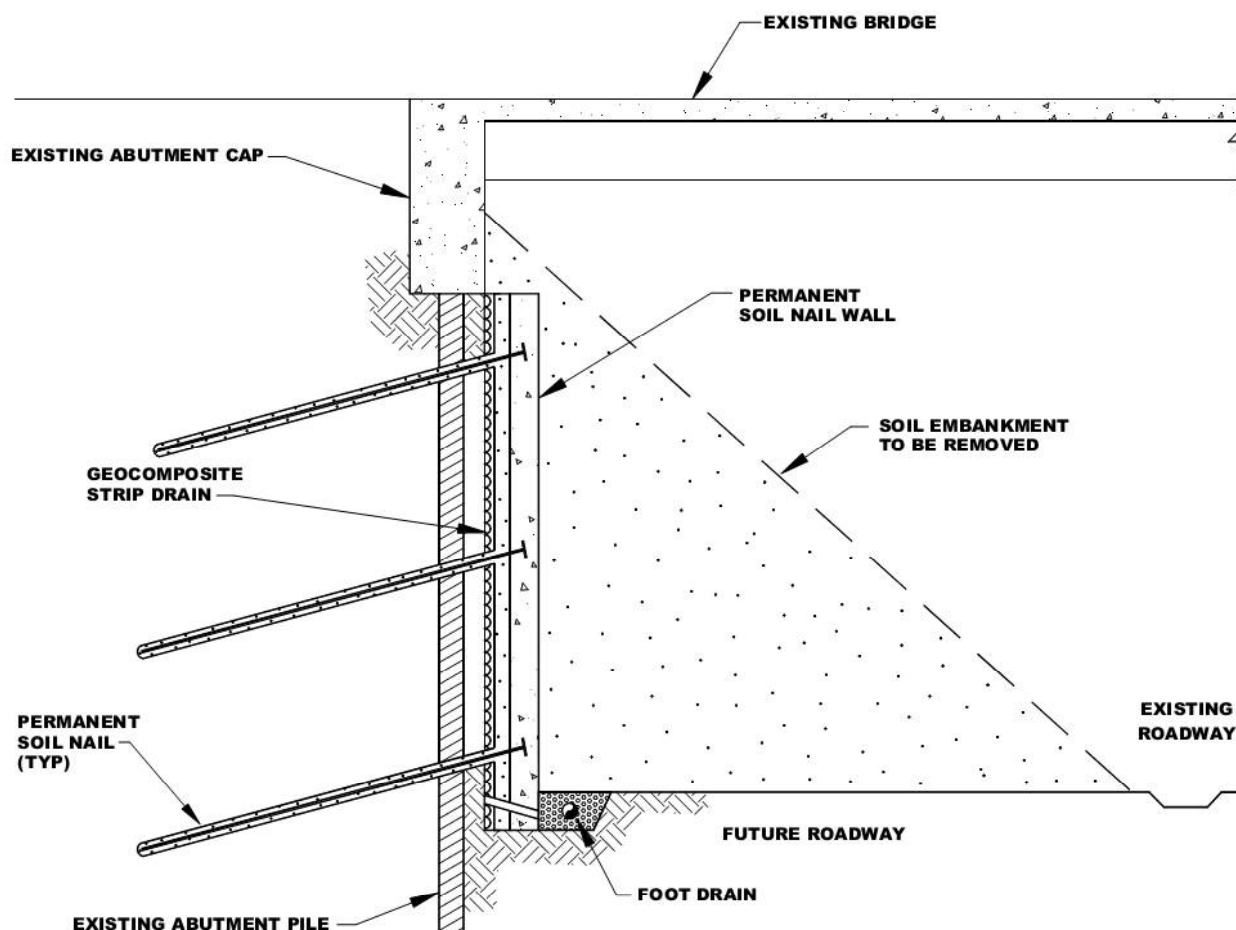 EXISTING BRIDGE
EXISTING ABUTMENT CAP
PERMANENT
SOIL NAIL WALL
SOIL EMBANKMENT
TO BE REMOVED
GEOCOMPOSITE
STRIP DRAIN
PERMANENT
SOIL NAIL
(TYP)
EXISTING
ROADWAY
FUTURE ROADWAY
FOOT DRAIN
EXISTING ABUTMENT PILE